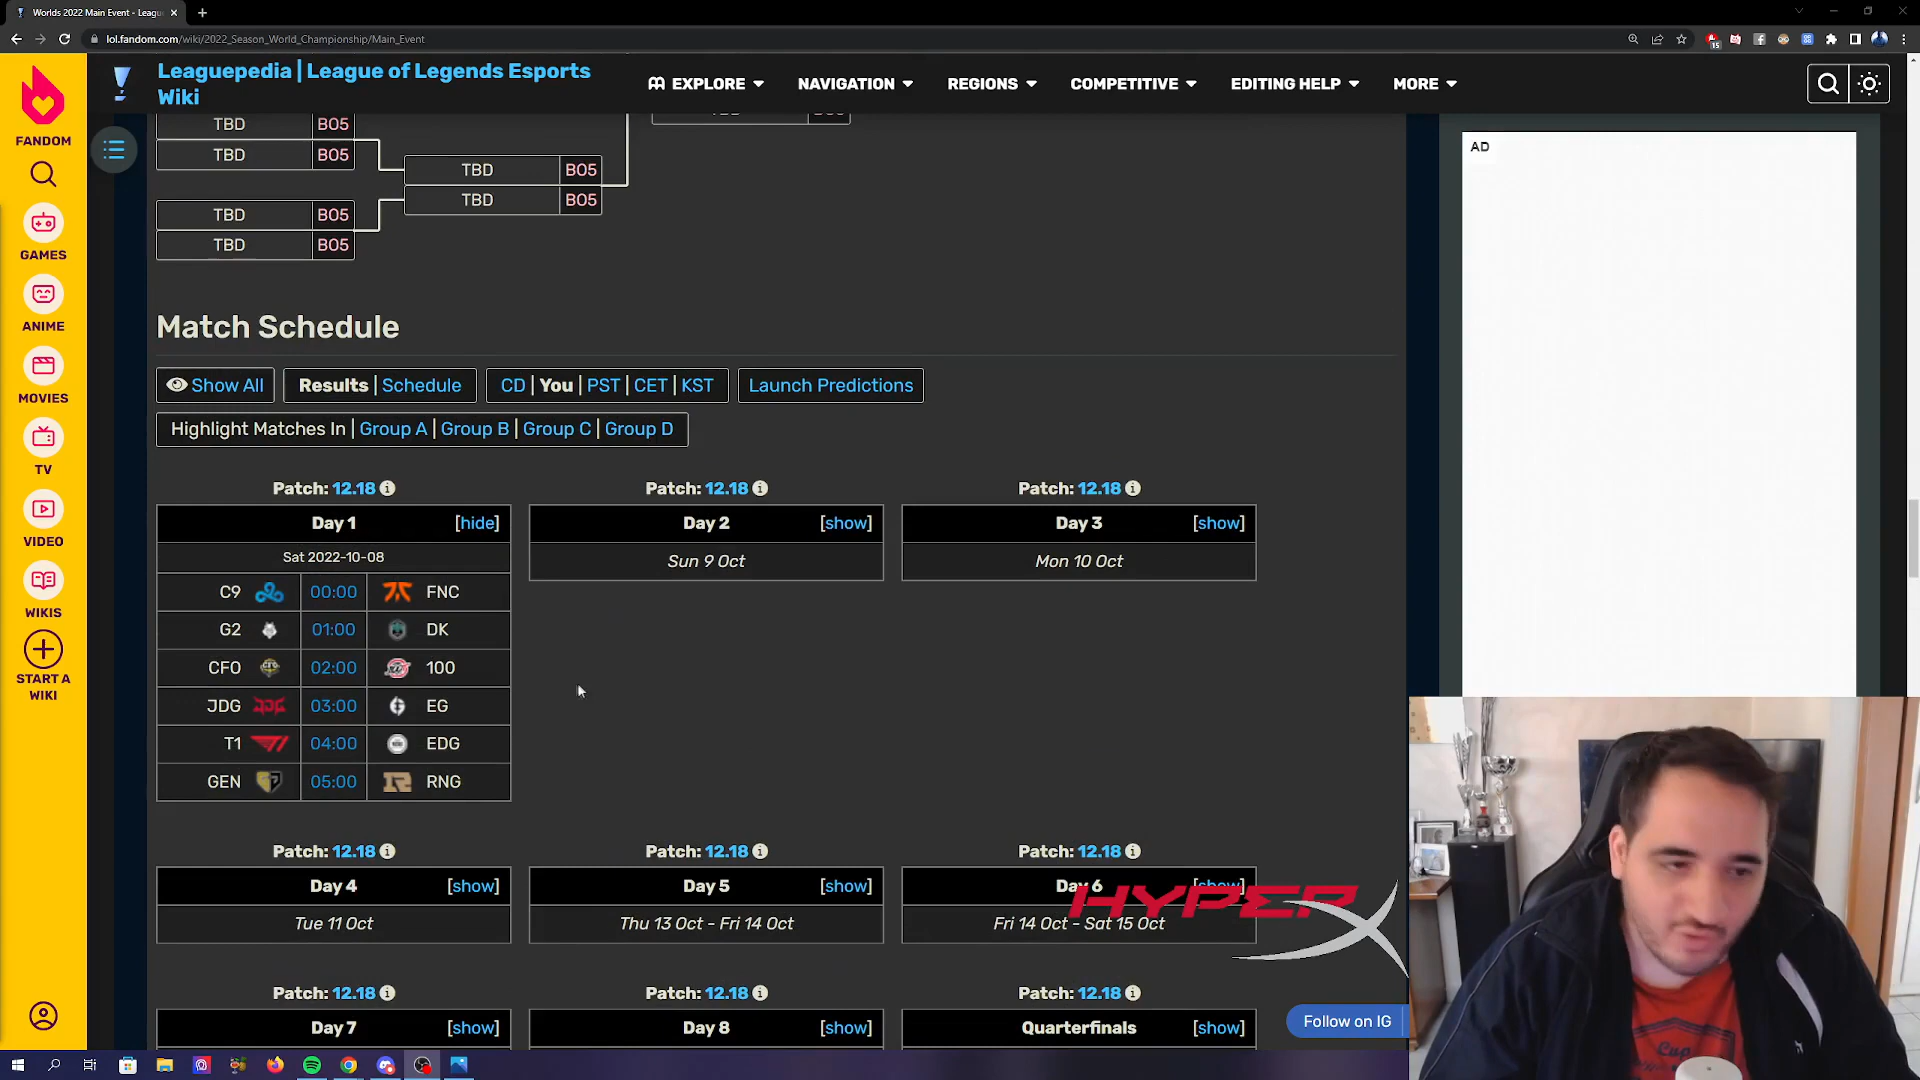 Worlds 2022 Main Event - Leagu
lol.fandom.com/wiki/2022_Season_World_Championship/Main_Event
15
FANDOM
GAMES
ANIME
MOVIES
TV
VIDEO
WIKIS
START A
WIKI
Leaguepedia | League of Legends Esports
Wiki
EXPLORE
NAVIGATION
REGIONS
COMPETITIVE
EDITING HELP
MORE
AD
TBD BO5
TBD BO5
TBD BO5
TBD BO5
TBD BO5
TBD BO5
Match Schedule
Show All
Results | Schedule
CD | You | PST | CET | KST
Launch Predictions
Highlight Matches In | Group A | Group B | Group C | Group D
Patch: 12.18
Day 1 [hide]
Sat 2022-10-08
C9 00:00 FNC
G2 01:00 DK
CFO 02:00 100
JDG 03:00 EG
T1 04:00 EDG
GEN 05:00 RNG
Patch: 12.18
Day 2 [show]
Sun 9 Oct
Patch: 12.18
Day 3 [show]
Mon 10 Oct
Patch: 12.18
Day 4 [show]
Tue 11 Oct
Patch: 12.18
Day 5 [show]
Thu 13 Oct - Fri 14 Oct
Patch: 12.18
Day 6 [show]
Fri 14 Oct - Sat 15 Oct
Patch: 12.18
Day 7 [show]
Patch: 12.18
Day 8 [show]
Patch: 12.18
Quarterfinals [show]
HYPERX
Follow on IG
Cup